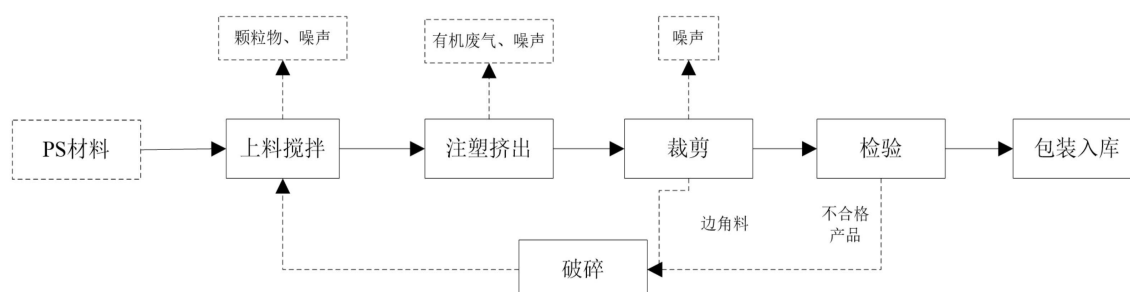 颗粒物、噪声
有机废气、噪声
噪声
PS材料
上料搅拌
注塑挤出
裁剪
检验
包装入库
边角料
不合格
产品
破碎